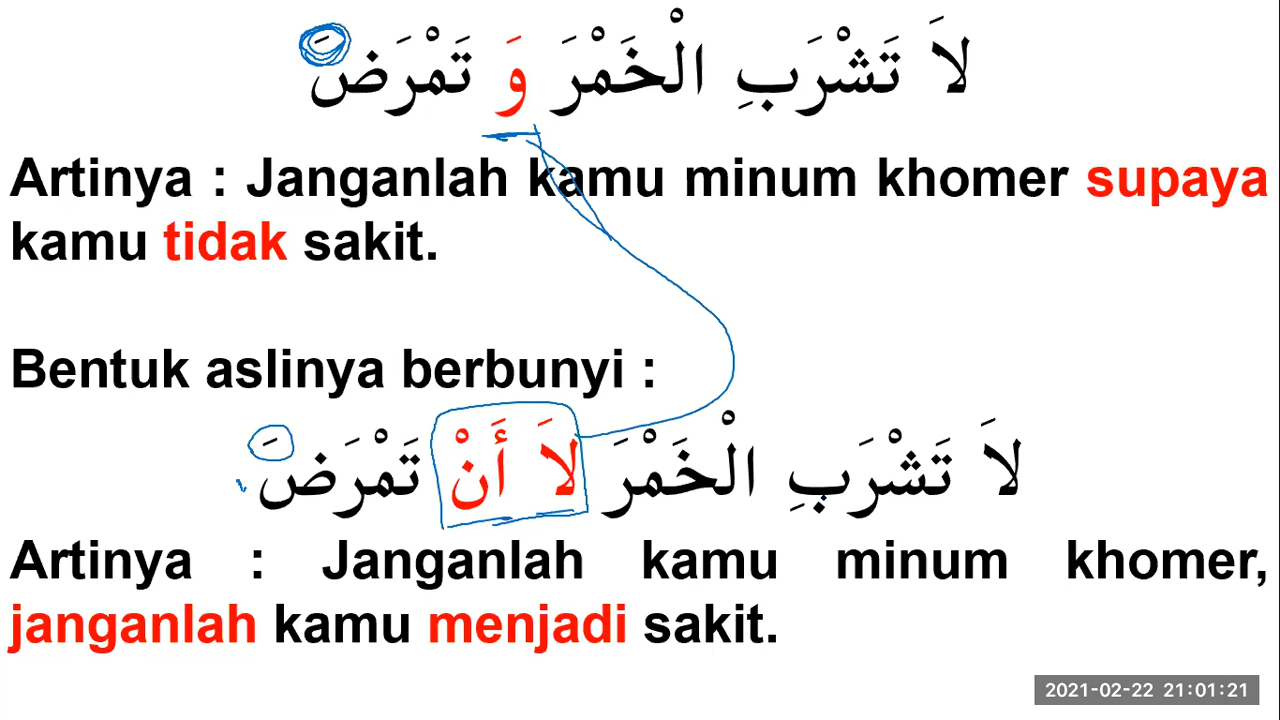 لاَ تَشْرَبِ الْخَمْرَ وَ تَمْرَضَ
Artinya : Janganlah kamu minum khomer supaya
kamu tidak sakit.
Bentuk aslinya berbunyi :
لاَ تَشْرَبِ الْخَمْرَ لاَ أَنْ تَمْرَضَ
Artinya : Janganlah kamu minum khomer,
janganlah kamu menjadi sakit.
2021-02-22 21:01:21